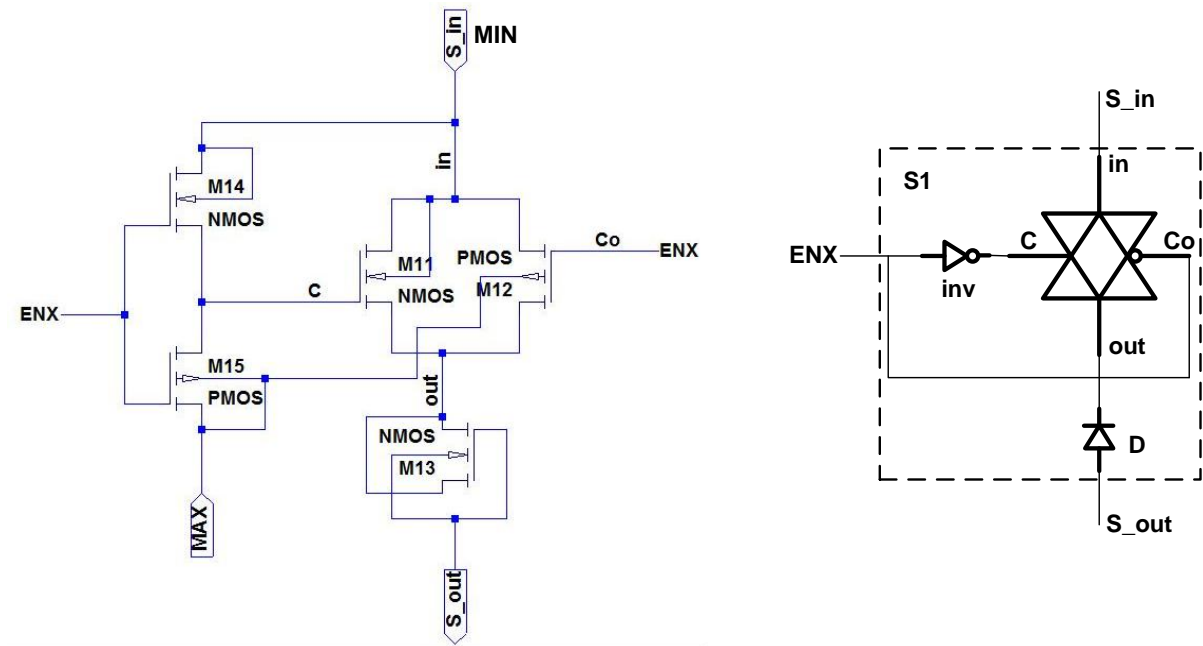 S_in
MIN
in
M14
NMOS
ENX
C
M11
NMOS
PMOS
M12
Co
ENX
M15
PMOS
MAX
out
NMOS
M13
S_out
S_in
S1
in
ENX
inv
C
Co
out
D
S_out